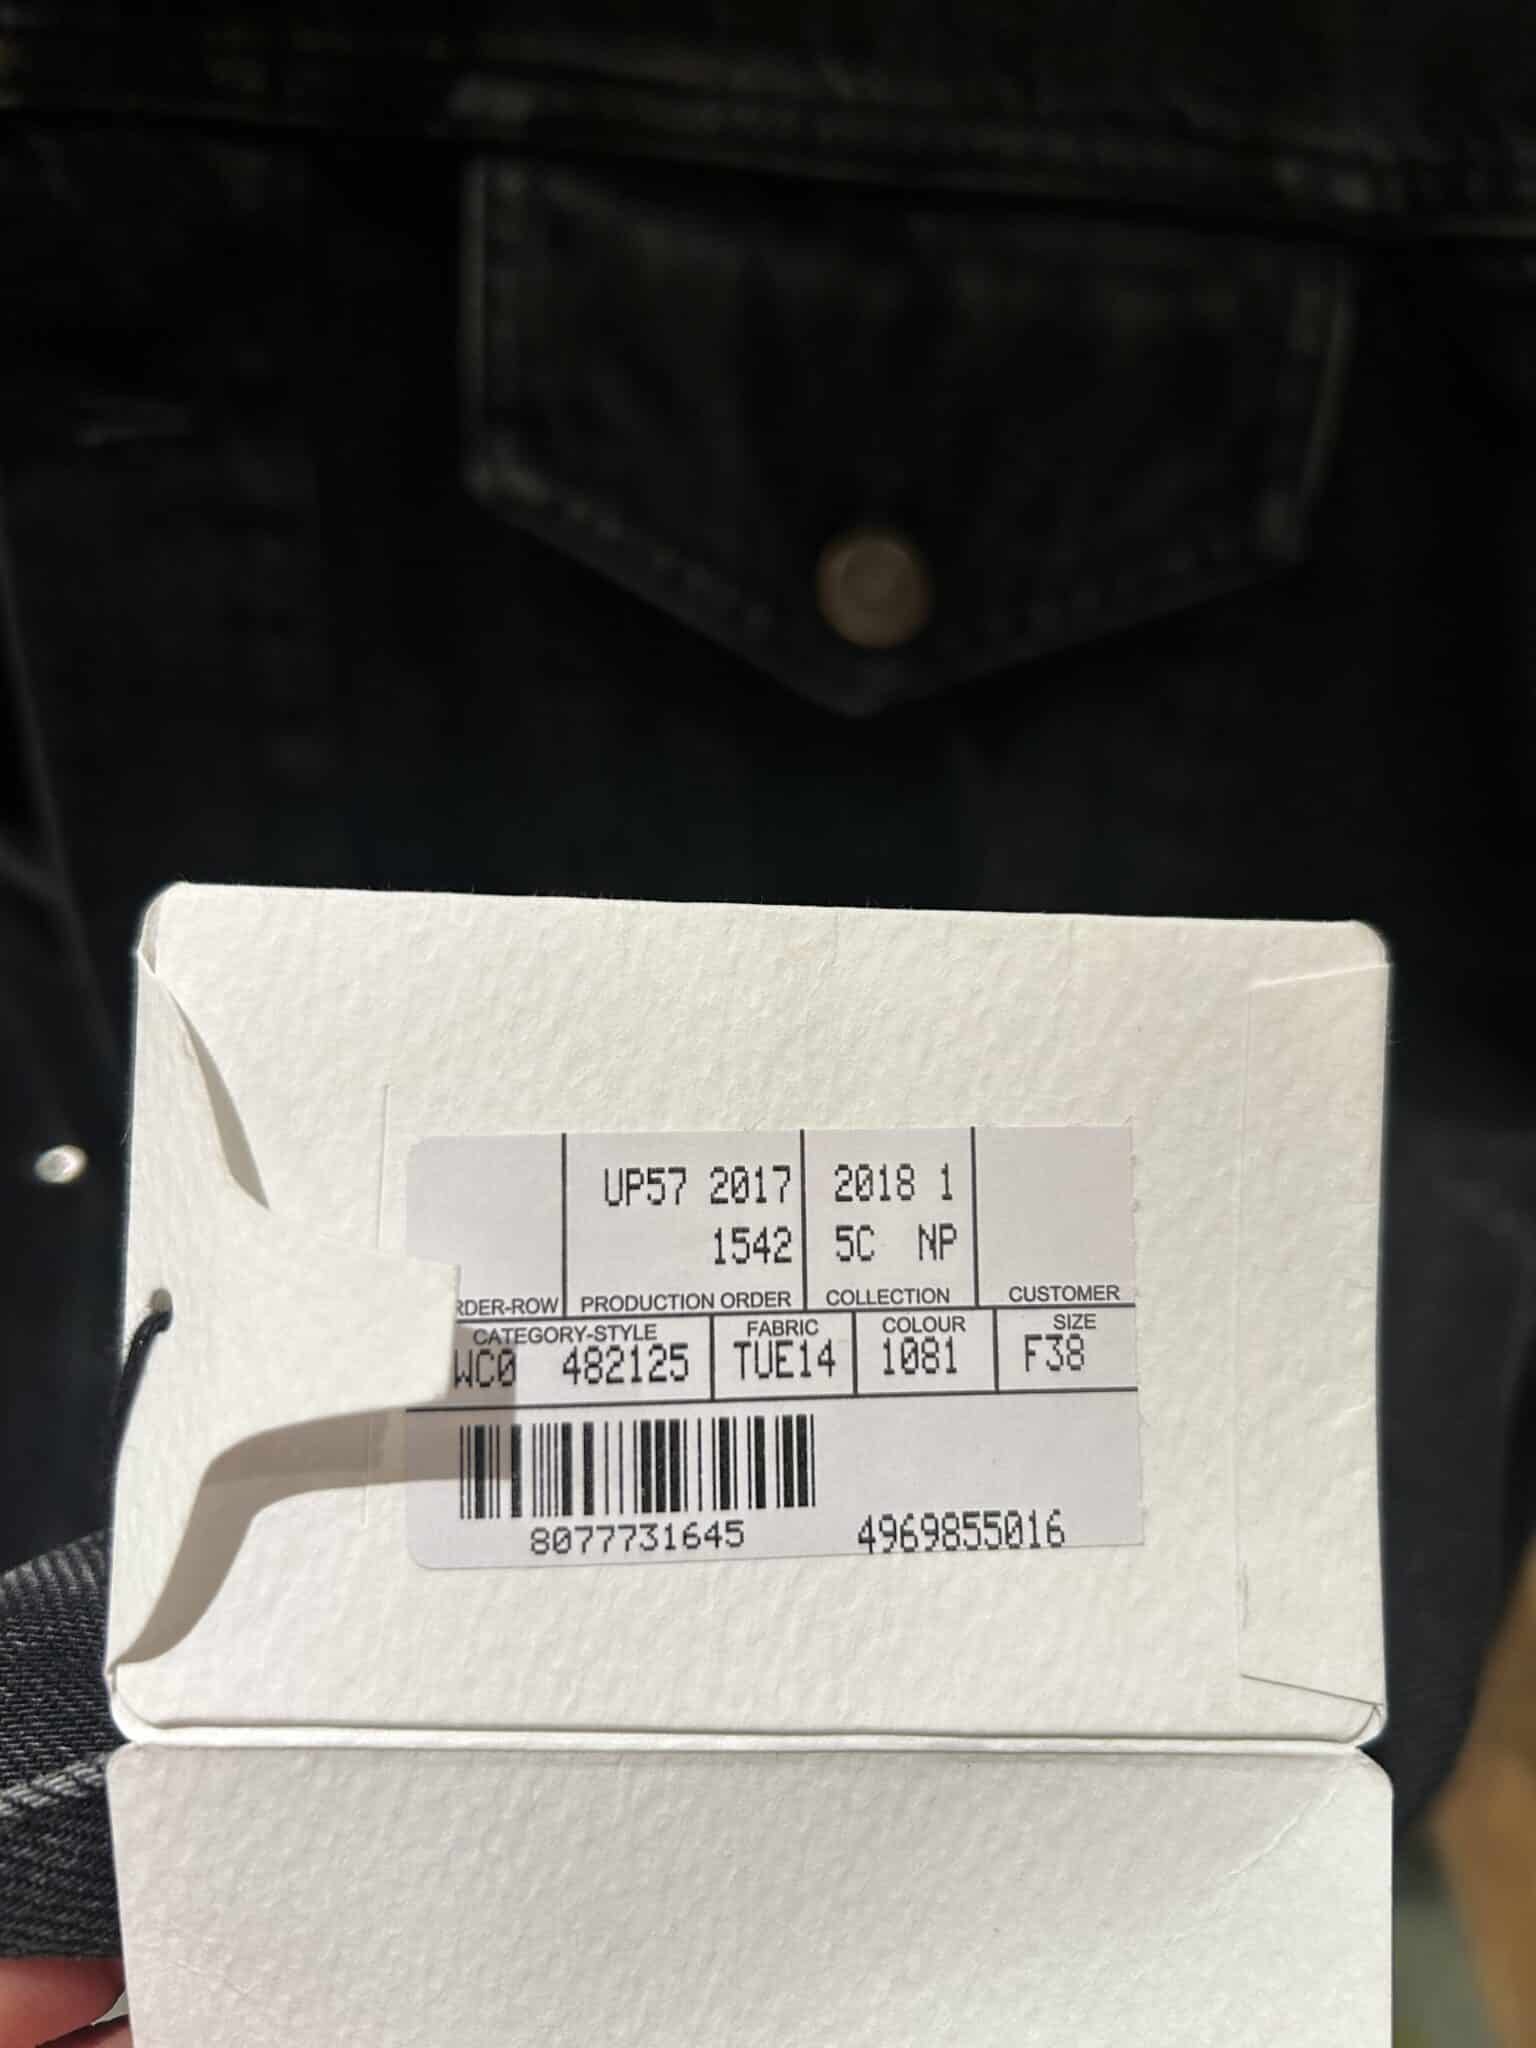 UP57 2017
1542
2018 1
5C NP
RDER-ROW
PRODUCTION ORDER
COLLECTION
CUSTOMER
CATEGORY-STYLE
WC0 482125
FABRIC
TUE14
COLOUR
1081
SIZE
F38
8077731645
4969855016